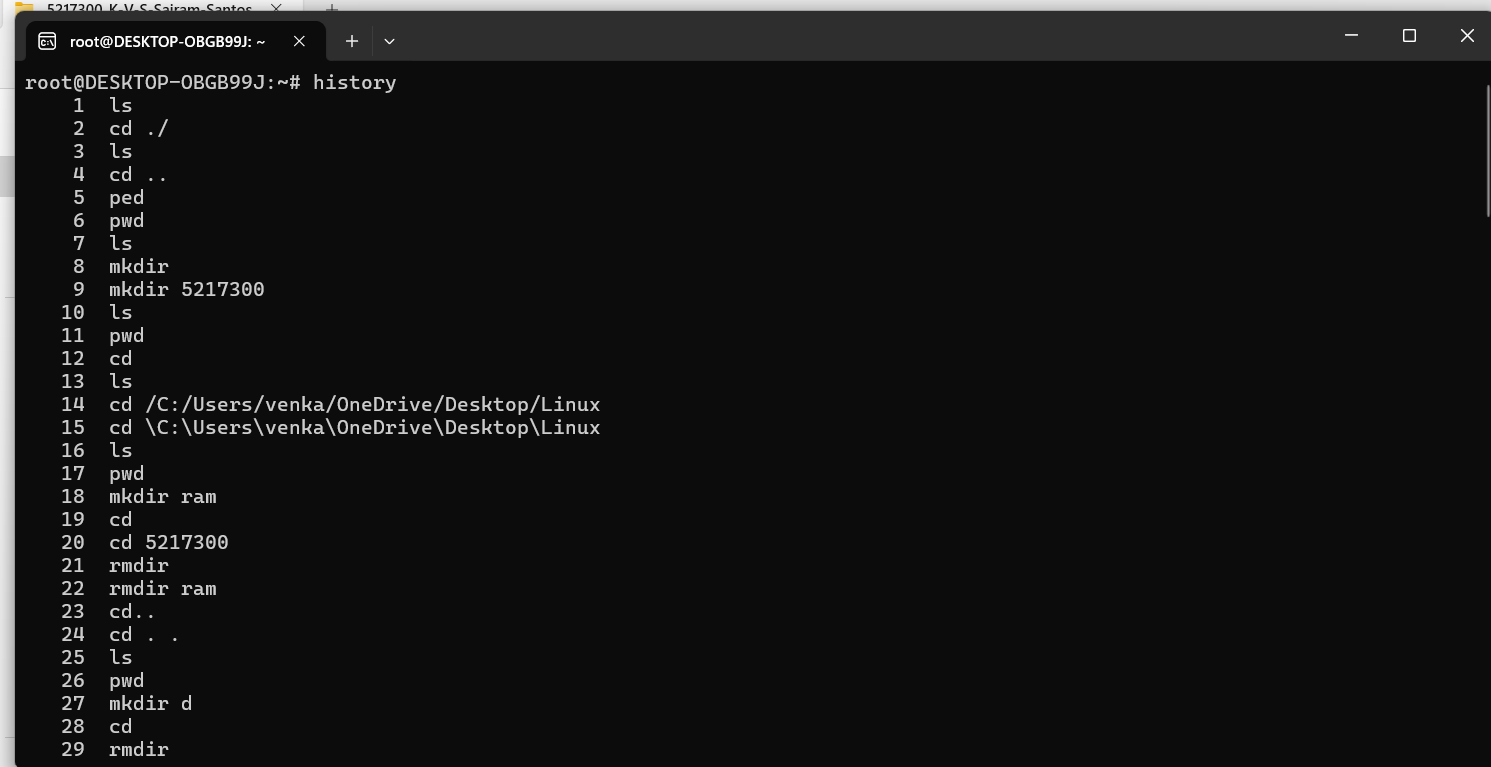 5217300-K-V-S-Sairam-Santos
root@DESKTOP-OBGB99J: ~
root@DESKTOP-OBGB99J:~# history
1 ls
2 cd ./
3 ls
4 cd ..
5 ped
6 pwd
7 ls
8 mkdir
9 mkdir 5217300
10 ls
11 pwd
12 cd
13 ls
14 cd /C:/Users/venka/OneDrive/Desktop/Linux
15 cd \C:\Users\venka\OneDrive\Desktop\Linux
16 ls
17 pwd
18 mkdir ram
19 cd
20 cd 5217300
21 rmdir
22 rmdir ram
23 cd..
24 cd . .
25 ls
26 pwd
27 mkdir d
28 cd
29 rmdir